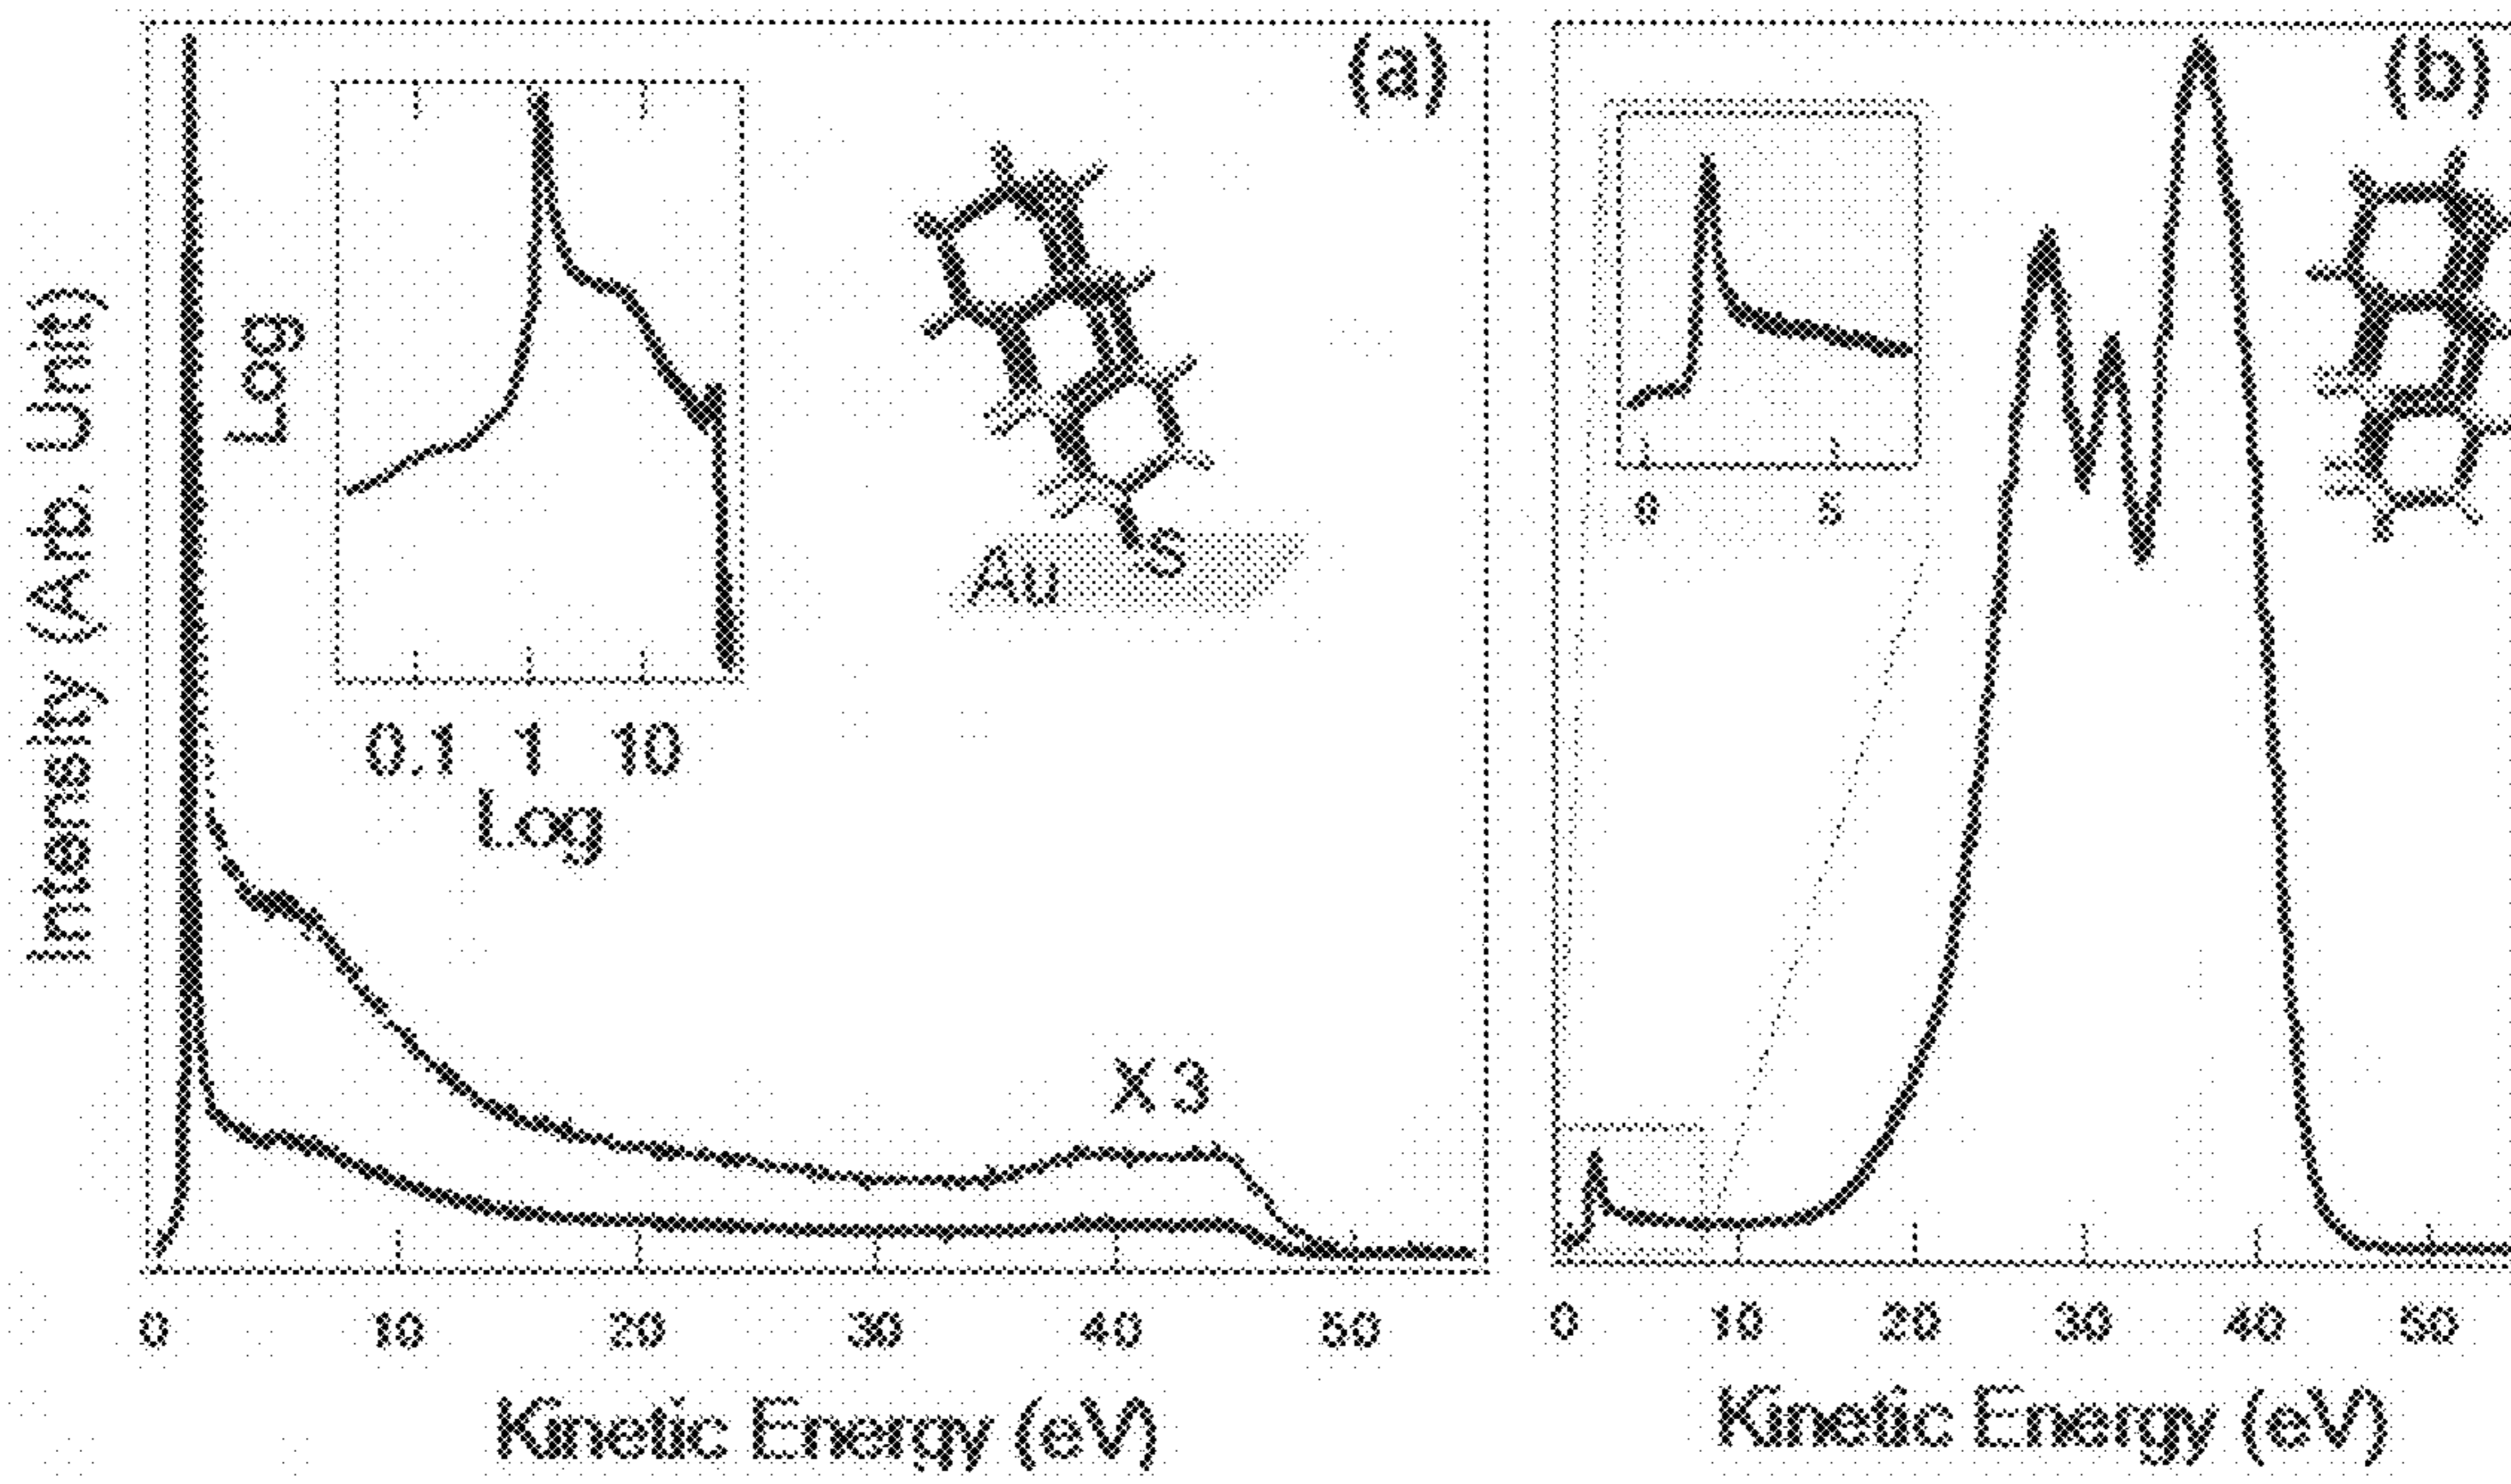 (a)
(b)
Intensity (Arb. Unit)
Log
0.1 1 10
Log
Au
S
X 3
0 5
0 10 20 30 40 50
Kinetic Energy (eV)
0 10 20 30 40 50
Kinetic Energy (eV)